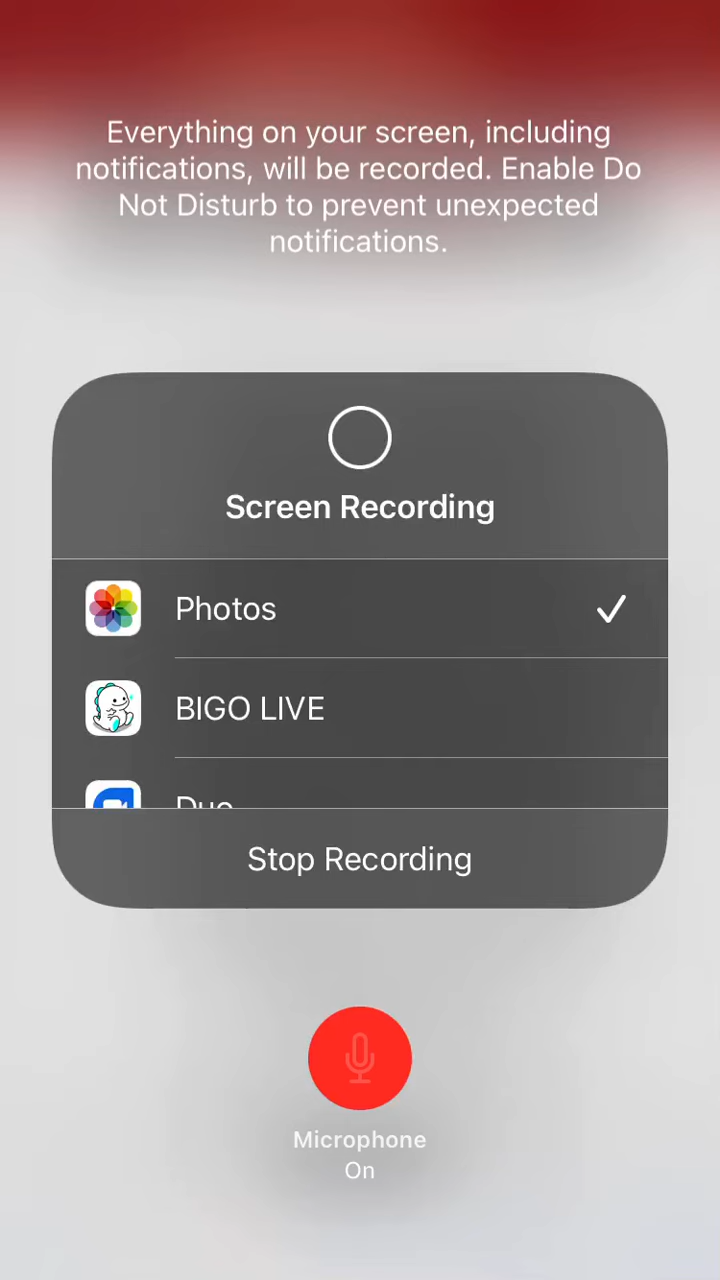 Everything on your screen, including
notifications, will be recorded. Enable Do
Not Disturb to prevent unexpected
notifications.
Screen Recording
Photos
BIGO LIVE
Duo
Stop Recording
Microphone
On